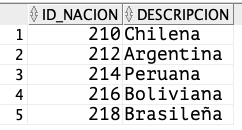 ID_NACION DESCRIPCION
1 210 Chilena
2 212 Argentina
3 214 Peruana
4 216 Boliviana
5 218 Brasileña